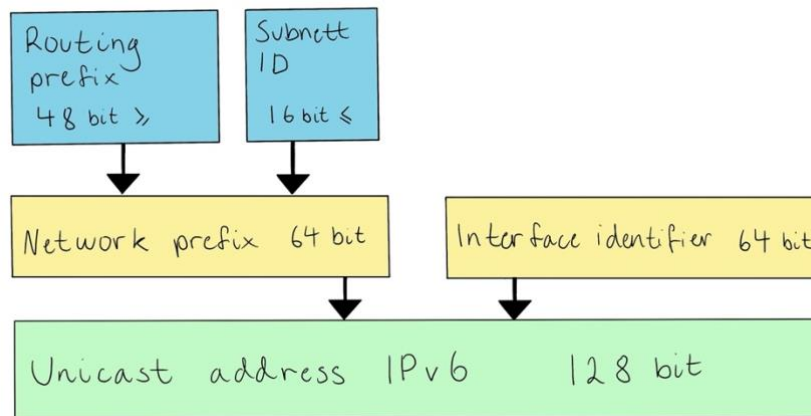 Routing
prefix
48 bit ⩾
Subnett
ID
16 bit ⩽
Network prefix 64 bit
Interface identifier 64 bit
Unicast address IPv6 128 bit